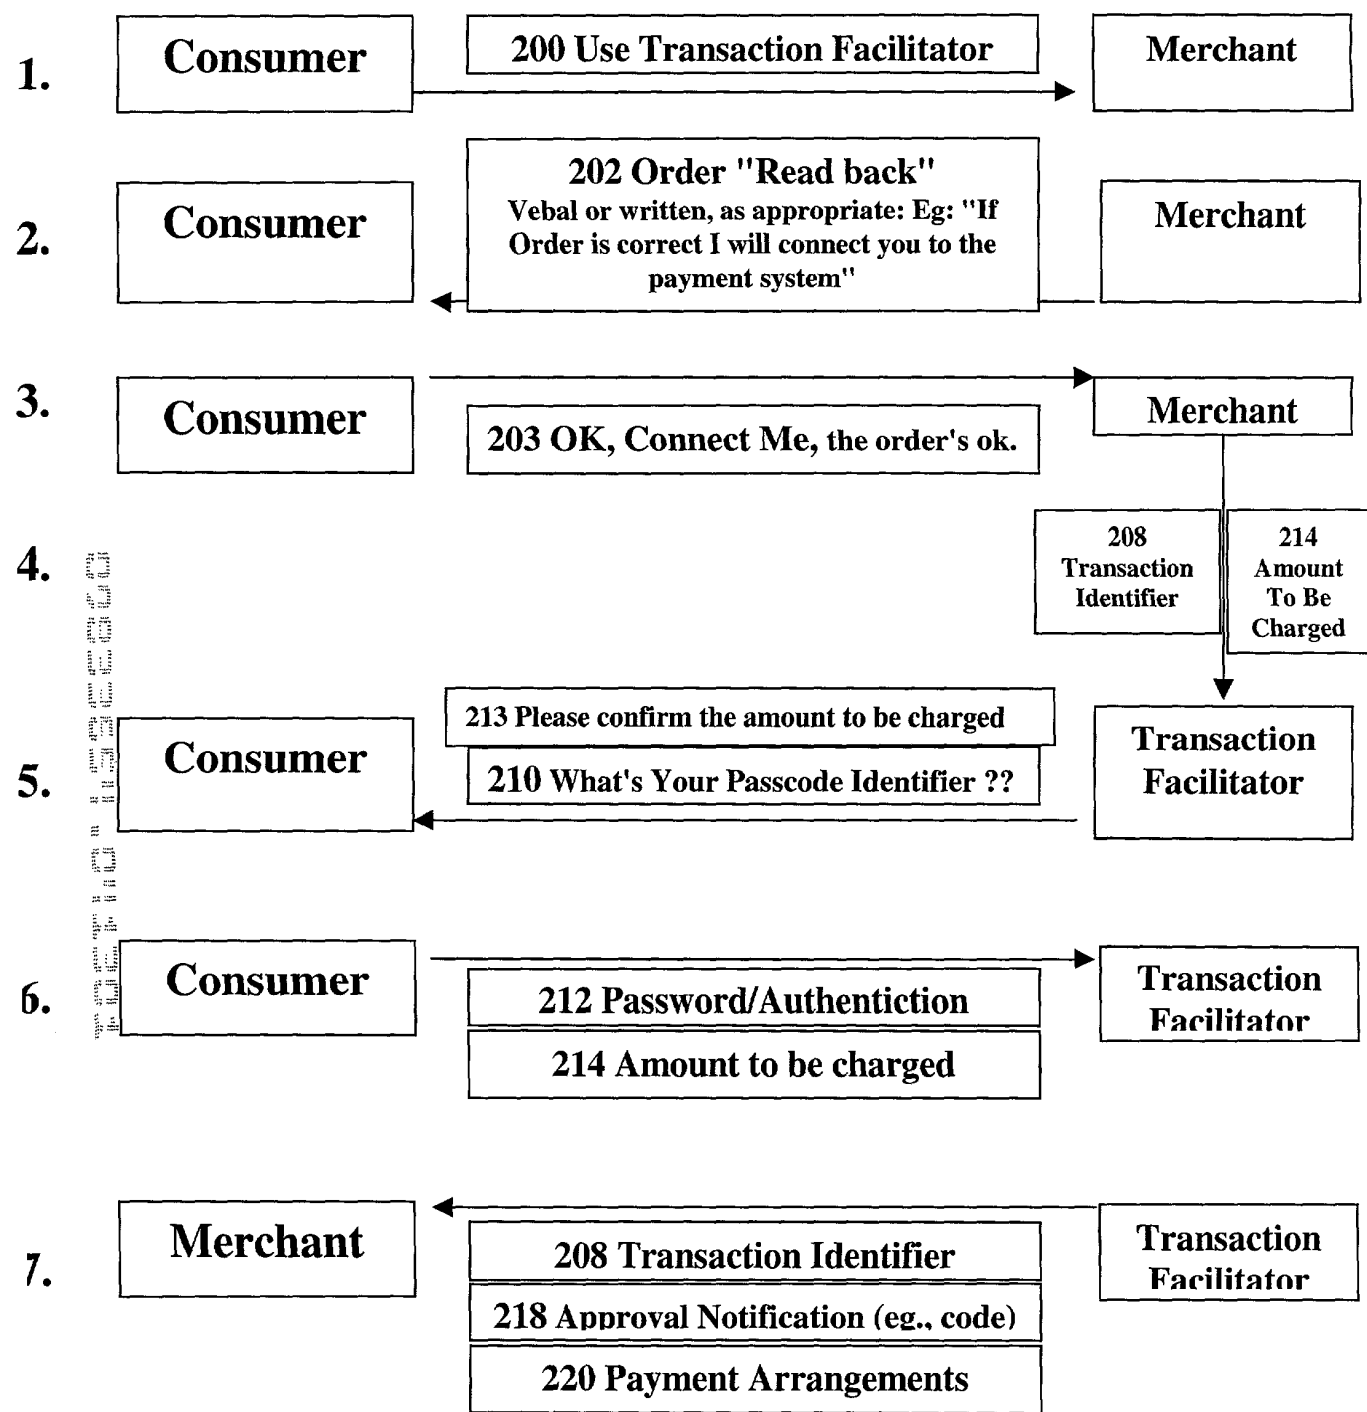 1.
Consumer
200 Use Transaction Facilitator
Merchant
2.
Consumer
202 Order "Read back"
Vebal or written, as appropriate: Eg: "If
Order is correct I will connect you to the
payment system"
Merchant
3.
Consumer
203 OK, Connect Me, the order's ok.
Merchant
4.
208
Transaction
Identifier
214
Amount
To Be
Charged
5.
Consumer
213 Please confirm the amount to be charged
210 What's Your Passcode Identifier ??
Transaction
Facilitator
6.
Consumer
212 Password/Authentiction
214 Amount to be charged
Transaction
Facilitator
7.
Merchant
208 Transaction Identifier
218 Approval Notification (eg., code)
220 Payment Arrangements
Transaction
Facilitator